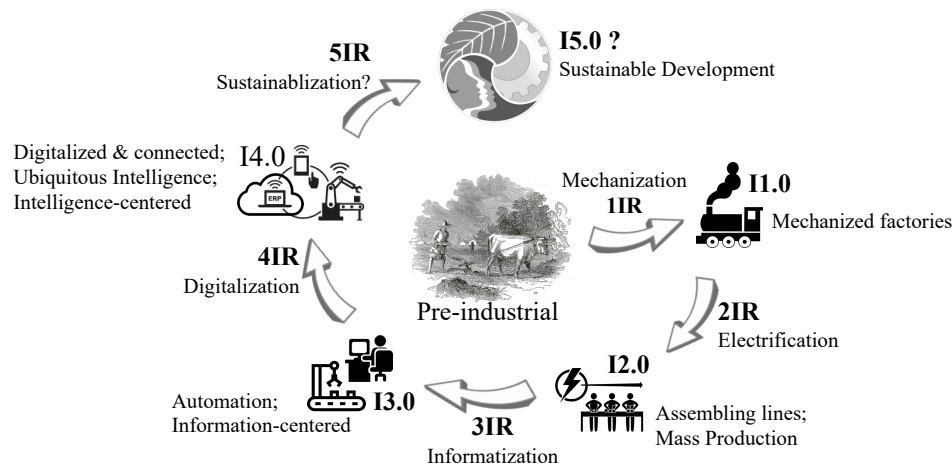 5IR
Sustainablization?
I5.0 ?
Sustainable Development
Digitalized & connected;
Ubiquitous Intelligence;
Intelligence-centered
I4.0
ERP
Mechanization
1IR
I1.0
Mechanized factories
4IR
Digitalization
Pre-industrial
2IR
Electrification
I2.0
Assembling lines;
Mass Production
Automation;
Information-centered
I3.0
3IR
Informatization